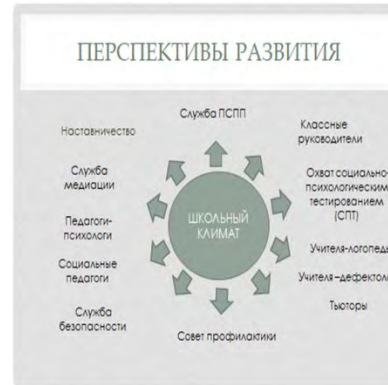 ПЕРСПЕКТИВЫ РАЗВИТИЯ
Служба ПСПП
Наставничество
Классные
руководители
Служба
медиации
Охват социально-
психологическим
тестированием
(СПТ)
Педагоги-
психологи
ШКОЛЬНЫЙ
КЛИМАТ
Учителя-логопеды
Социальные
педагоги
Учителя –дефектоло
Тьюторы
Служба
безопасности
Совет профилактики